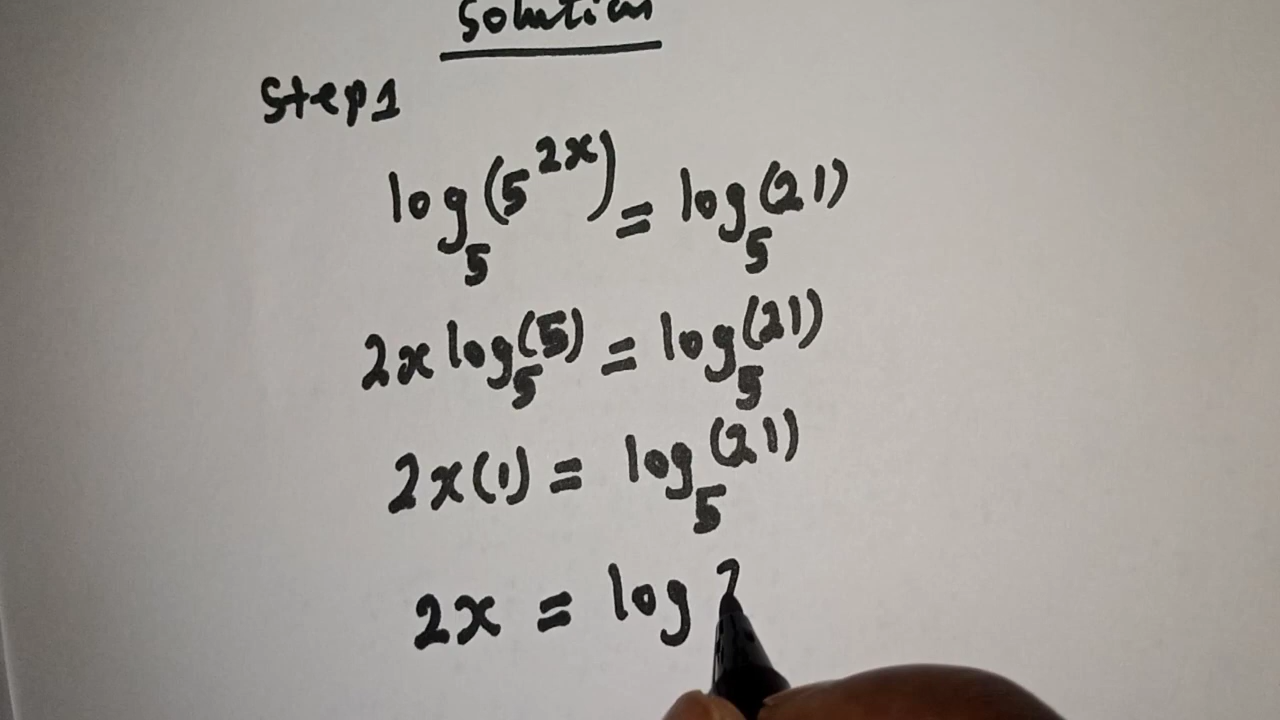 Solution
Step 1
log₅(5^2x) = log₅(21)
2x log₅(5) = log₅(21)
2x(1) = log₅(21)
2x = log 2